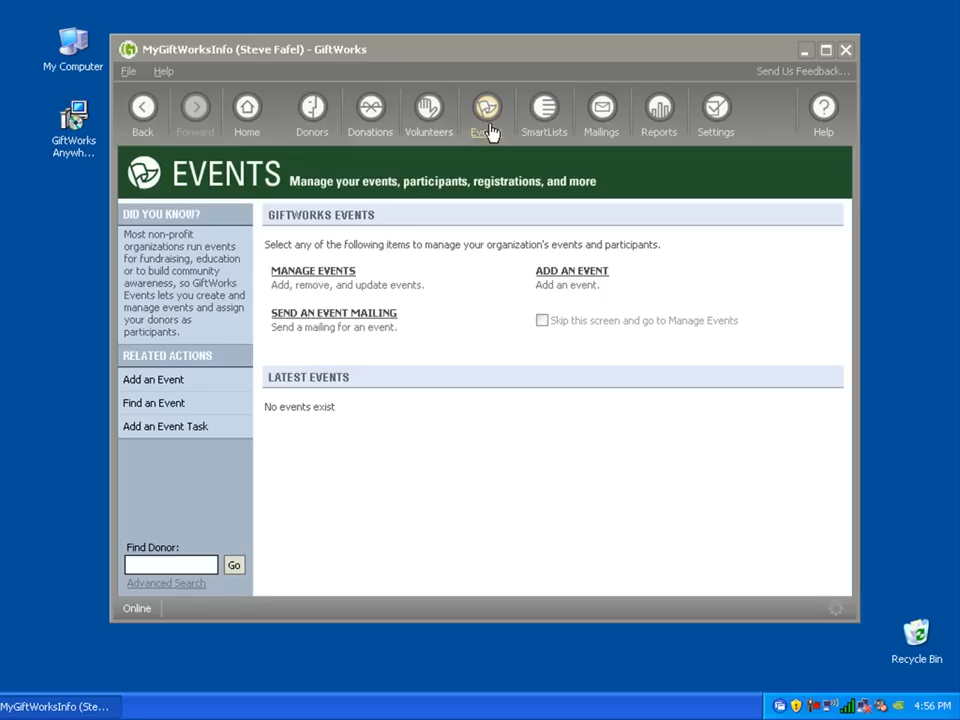 My Computer
GiftWorks
Anywh...
MyGiftWorksInfo (Steve Fafel) - GiftWorks
File
Help
Send Us Feedback...
Back
Forward
Home
Donors
Donations
Volunteers
SmartLists
Mailings
Reports
Settings
Help
EVENTS Manage your events, participants, registrations, and more
DID YOU KNOW?
Most non-profit
organizations run events
for fundraising, education
or to build community
awareness, so GiftWorks
Events lets you create and
manage events and assign
your donors as
participants.
RELATED ACTIONS
Add an Event
Find an Event
Add an Event Task
Find Donor:
Go
Advanced Search
GIFTWORKS EVENTS
Select any of the following items to manage your organization's events and participants.
MANAGE EVENTS
Add, remove, and update events.
ADD AN EVENT
Add an event.
SEND AN EVENT MAILING
Send a mailing for an event.
Skip this screen and go to Manage Events
LATEST EVENTS
No events exist
Online
Recycle Bin
MyGiftWorksInfo (Ste...
4:56 PM